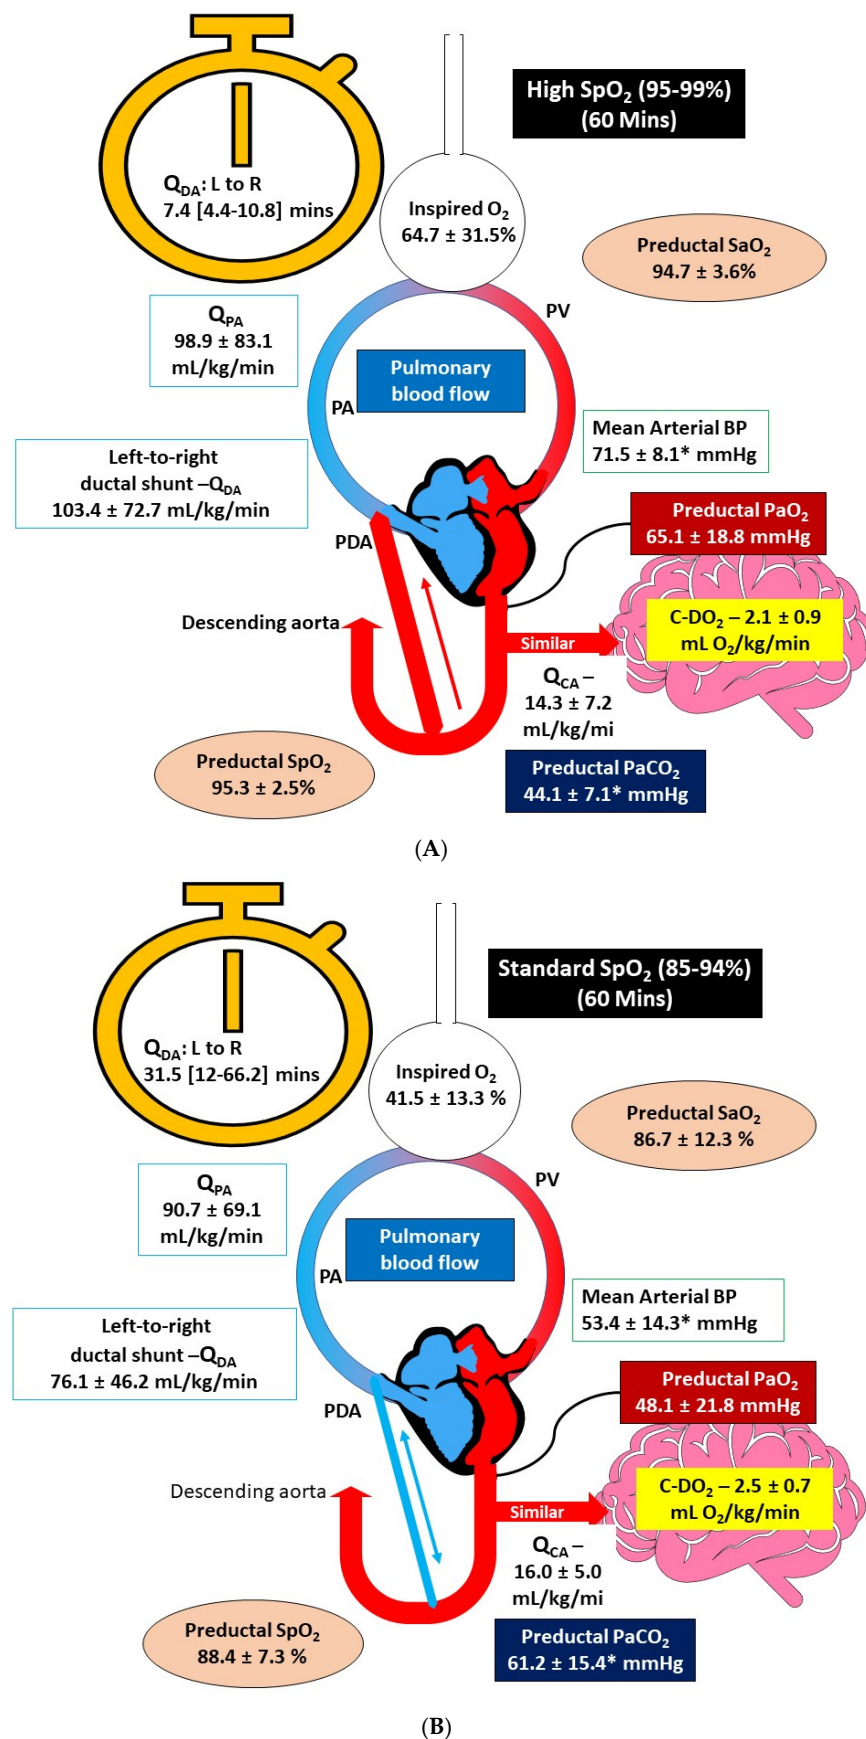 High SpO₂ (95-99%)
(60 Mins)
Q_DA: L to R
7.4 [4.4-10.8] mins
Inspired O₂
64.7 ± 31.5%
Preductal SaO₂
94.7 ± 3.6%
Q_PA
98.9 ± 83.1
mL/kg/min
PV
Pulmonary
blood flow
PA
Mean Arterial BP
71.5 ± 8.1* mmHg
Left-to-right
ductal shunt –Q_DA
103.4 ± 72.7 mL/kg/min
Preductal PaO₂
65.1 ± 18.8 mmHg
PDA
Descending aorta
C-DO₂ – 2.1 ± 0.9
mL O₂/kg/min
Similar
Q_CA –
14.3 ± 7.2
mL/kg/mi
Preductal SpO₂
95.3 ± 2.5%
Preductal PaCO₂
44.1 ± 7.1* mmHg
(A)
Standard SpO₂ (85-94%)
(60 Mins)
Q_DA: L to R
31.5 [12-66.2] mins
Inspired O₂
41.5 ± 13.3 %
Preductal SaO₂
86.7 ± 12.3 %
Q_PA
90.7 ± 69.1
mL/kg/min
PV
Pulmonary
blood flow
PA
Mean Arterial BP
53.4 ± 14.3* mmHg
Left-to-right
ductal shunt –Q_DA
76.1 ± 46.2 mL/kg/min
Preductal PaO₂
48.1 ± 21.8 mmHg
PDA
Descending aorta
C-DO₂ – 2.5 ± 0.7
mL O₂/kg/min
Similar
Q_CA –
16.0 ± 5.0
mL/kg/mi
Preductal SpO₂
88.4 ± 7.3 %
Preductal PaCO₂
61.2 ± 15.4* mmHg
(B)